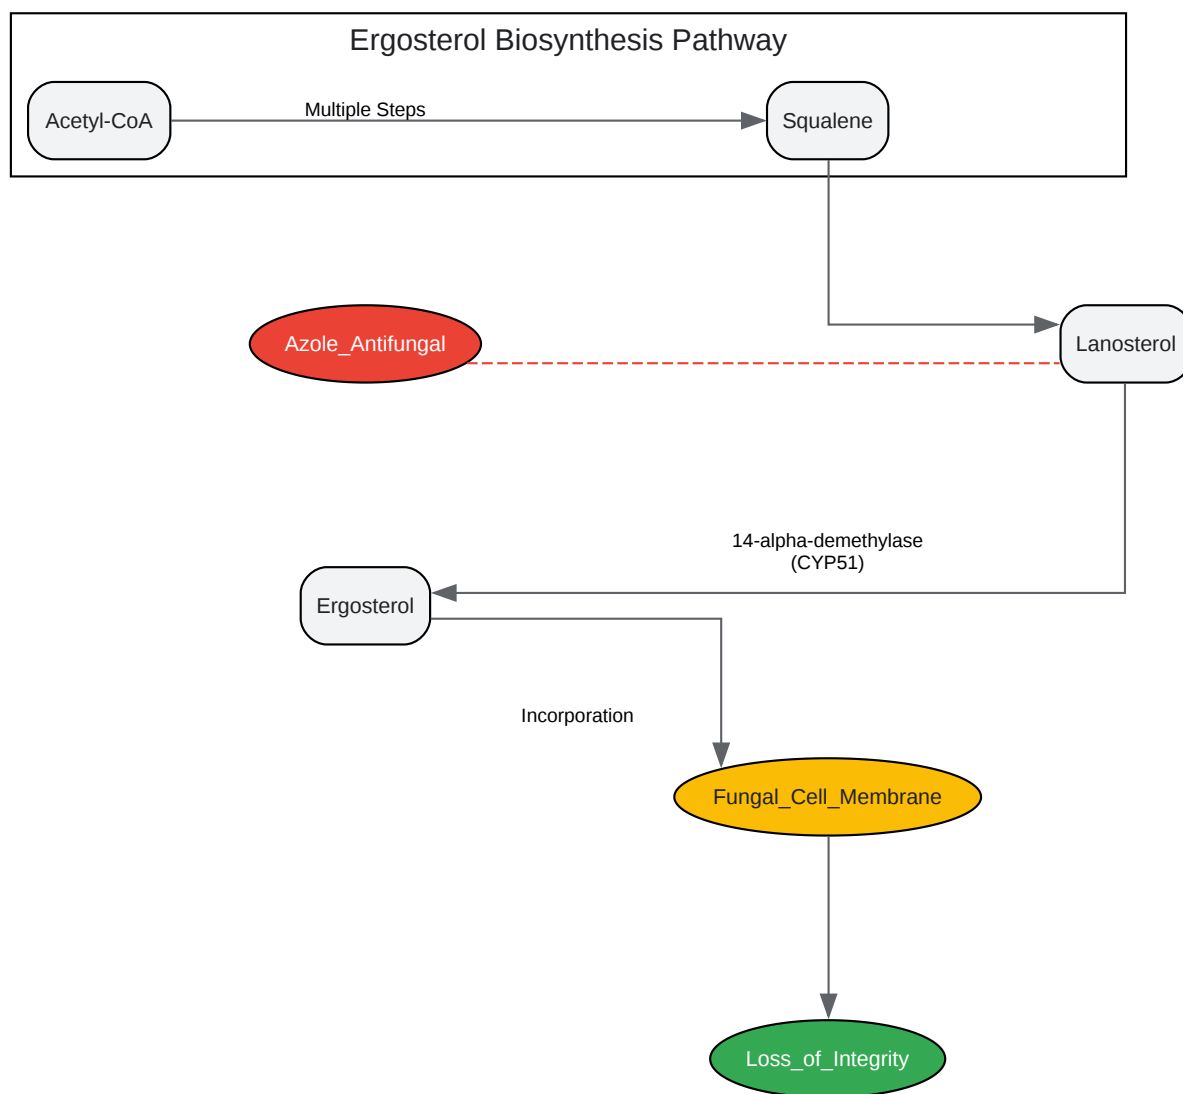 Ergosterol Biosynthesis Pathway
Acetyl-CoA
Multiple Steps
Squalene
Azole_Antifungal
Lanosterol
14-alpha-demethylase
(CYP51)
Ergosterol
Incorporation
Fungal_Cell_Membrane
Loss_of_Integrity